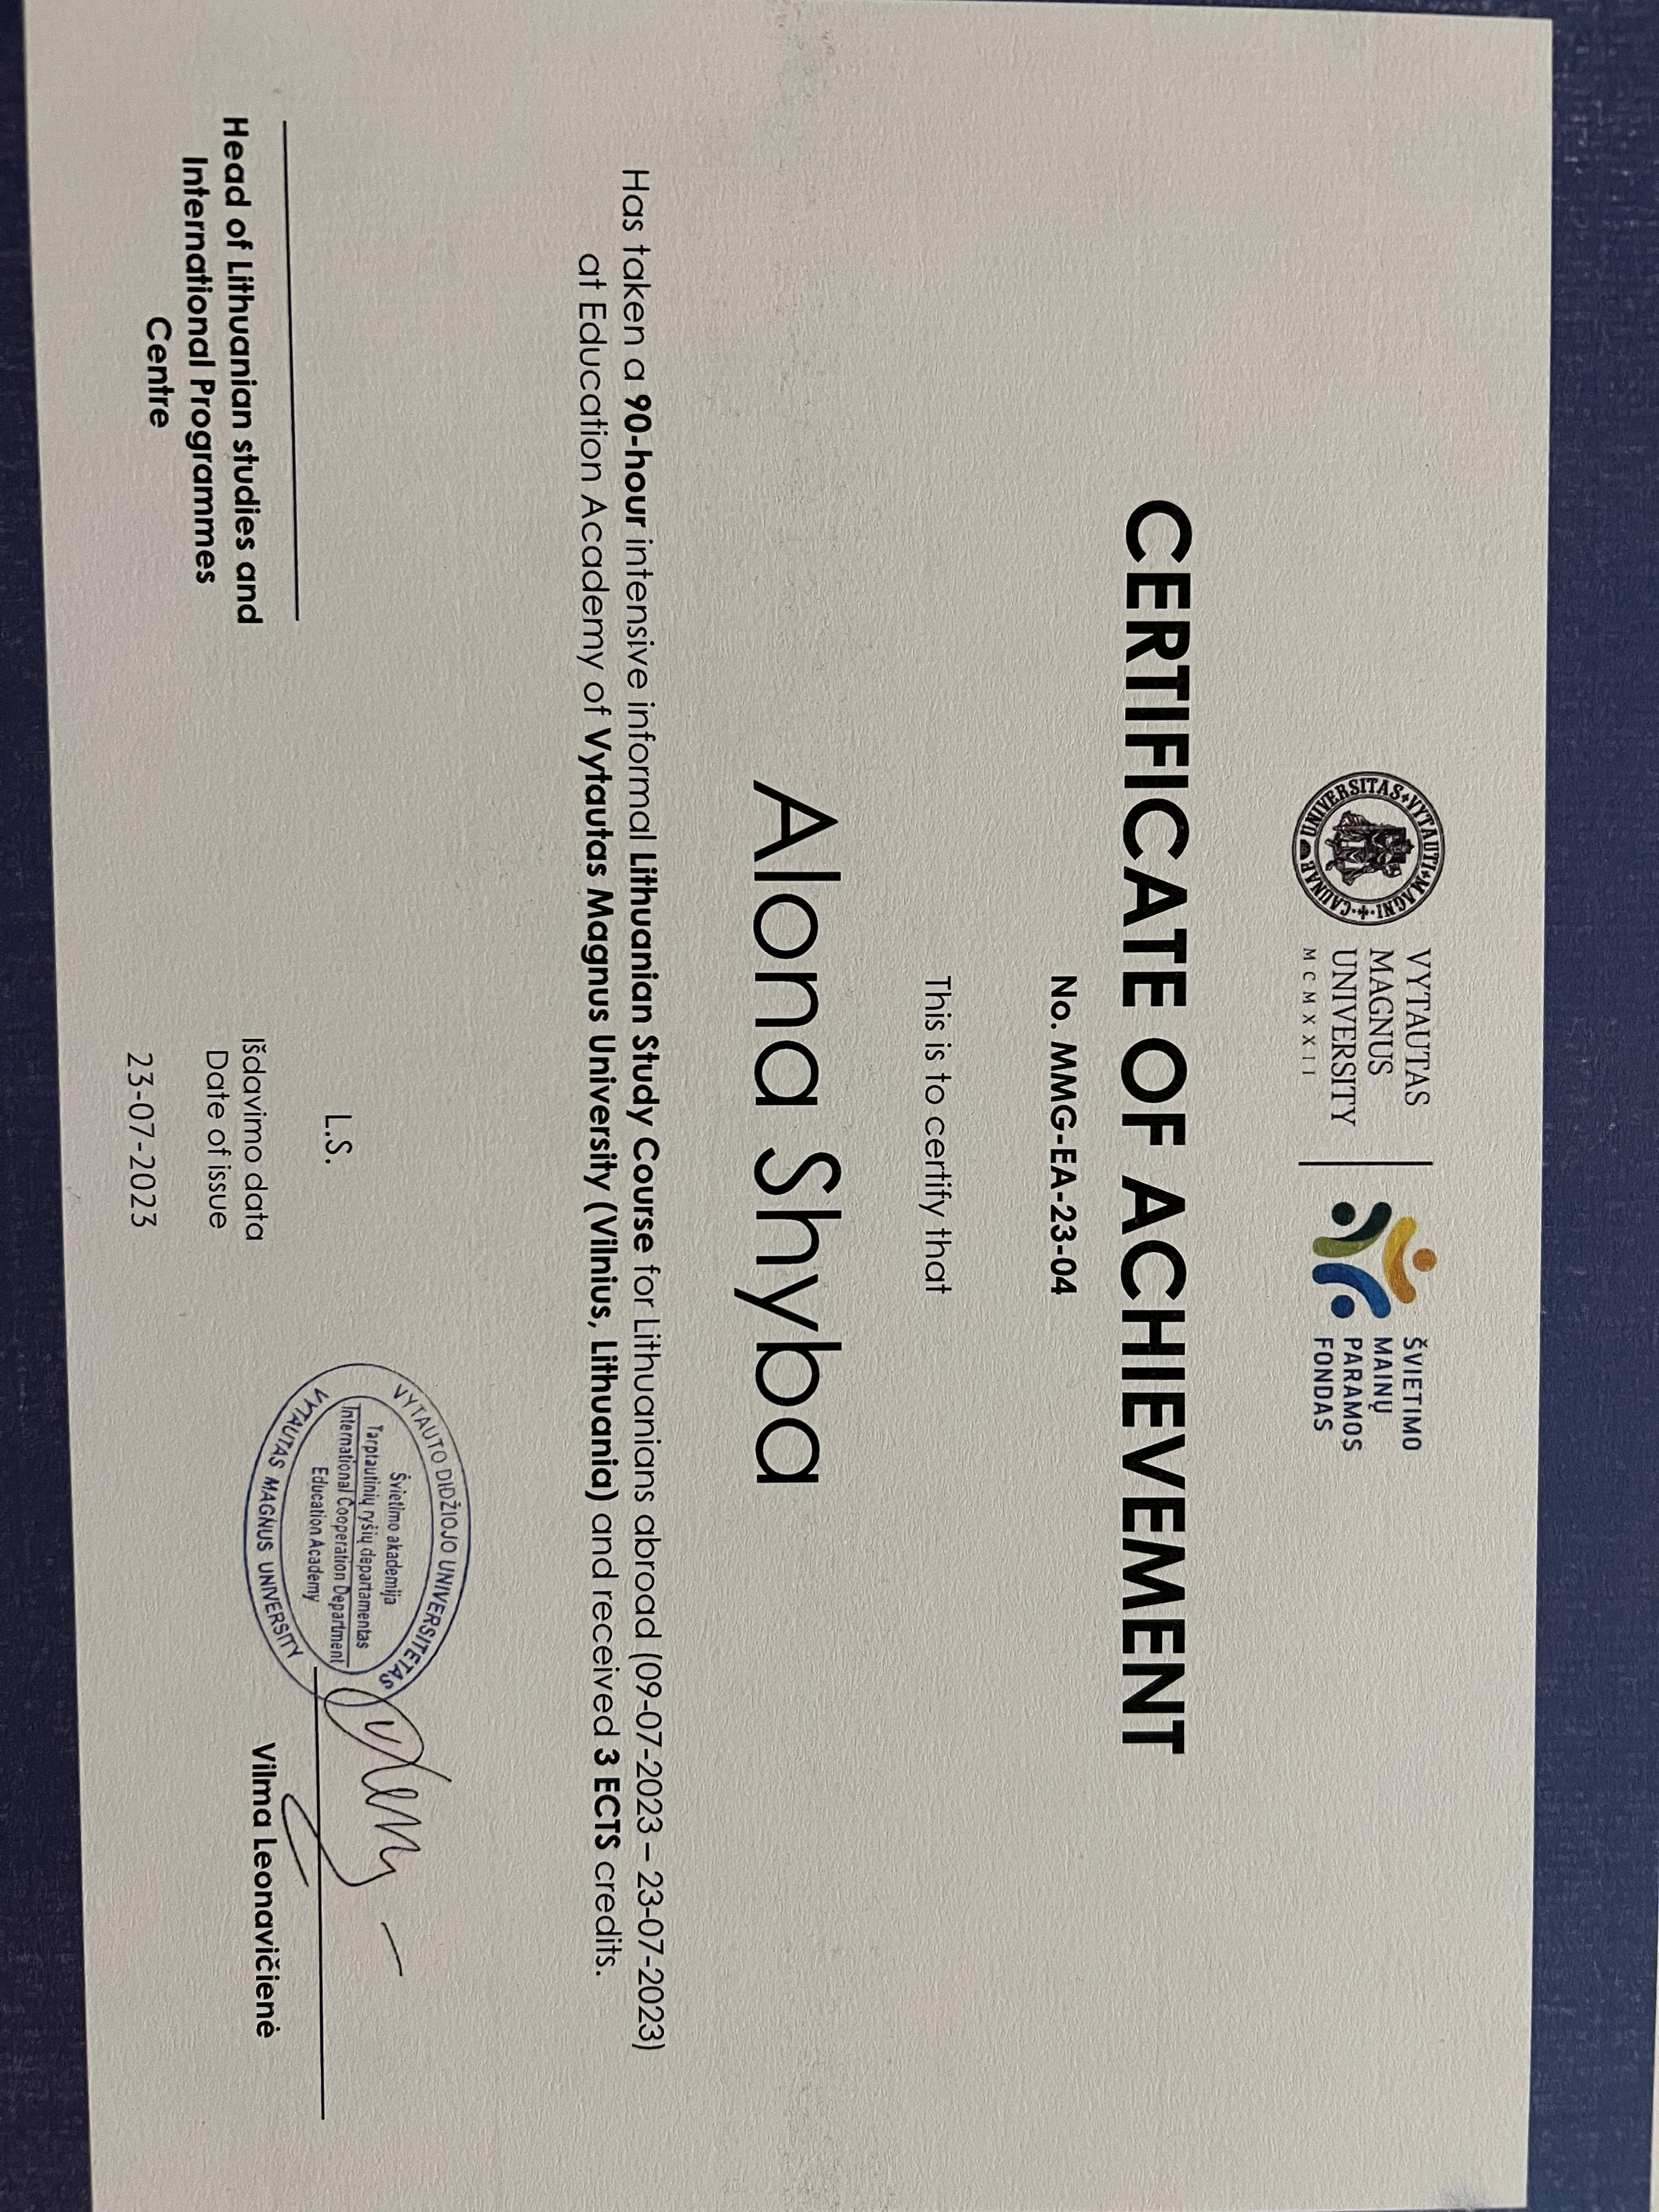 UNIVERSITAS VYTAUTI MAGNI CAUNAE
VYTAUTAS
MAGNUS
UNIVERSITY
MCMXXII
ŠVIETIMO
MAINŲ
PARAMOS
FONDAS
CERTIFICATE OF ACHIEVEMENT
No. MMG-EA-23-04
This is to certify that
Alona Shyba
Has taken a 90-hour intensive informal Lithuanian Study Course for Lithuanians abroad (09-07-2023 – 23-07-2023)
at Education Academy of Vytautas Magnus University (Vilnius, Lithuania) and received 3 ECTS credits.
L.S.
VYTAUTO DIDŽIOJO UNIVERSITETAS
Švietimo akademija
Tarptautinių ryšių departamentas
International Cooperation Department
Education Academy
VYTAUTAS MAGNUS UNIVERSITY
Head of Lithuanian studies and
International Programmes
Centre
Išdavimo data
Date of issue
23-07-2023
Vilma Leonavičienė